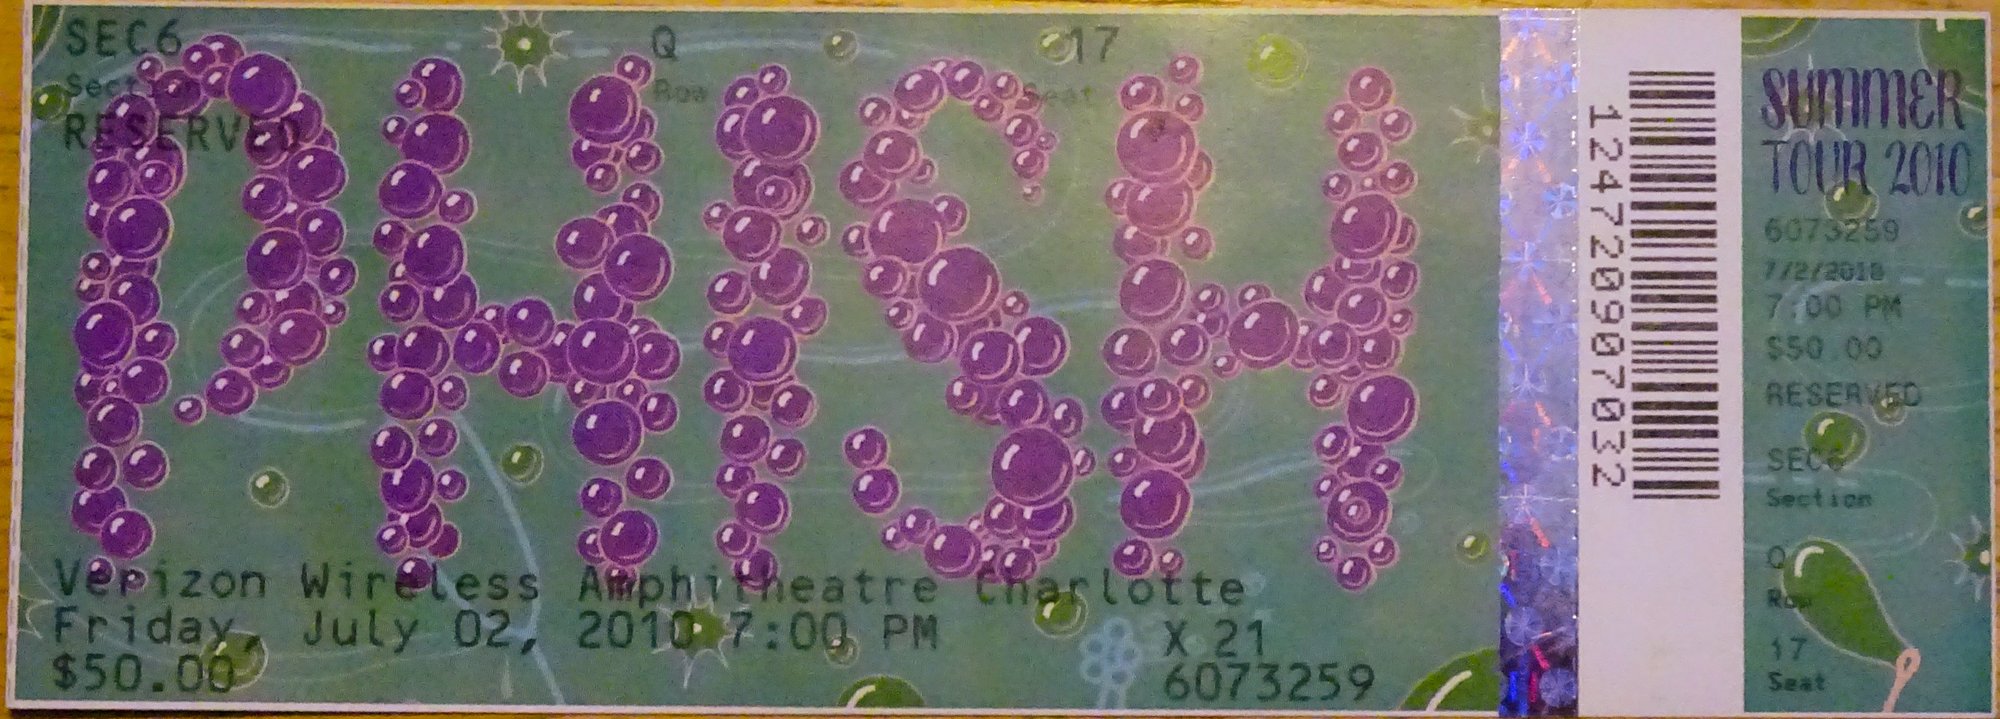 SEC6 Q 17
Section Row Seat
RESERVED
PHISH
Verizon Wireless Amphitheatre Charlotte
Friday, July 02, 2010 7:00 PM
$50.00
X 21
6073259
124720907032
SUMMER
TOUR 2010
6073259
7/2/2010
7:00 PM
$50.00
RESERVED
SEC6
Section
Q
Row
17
Seat